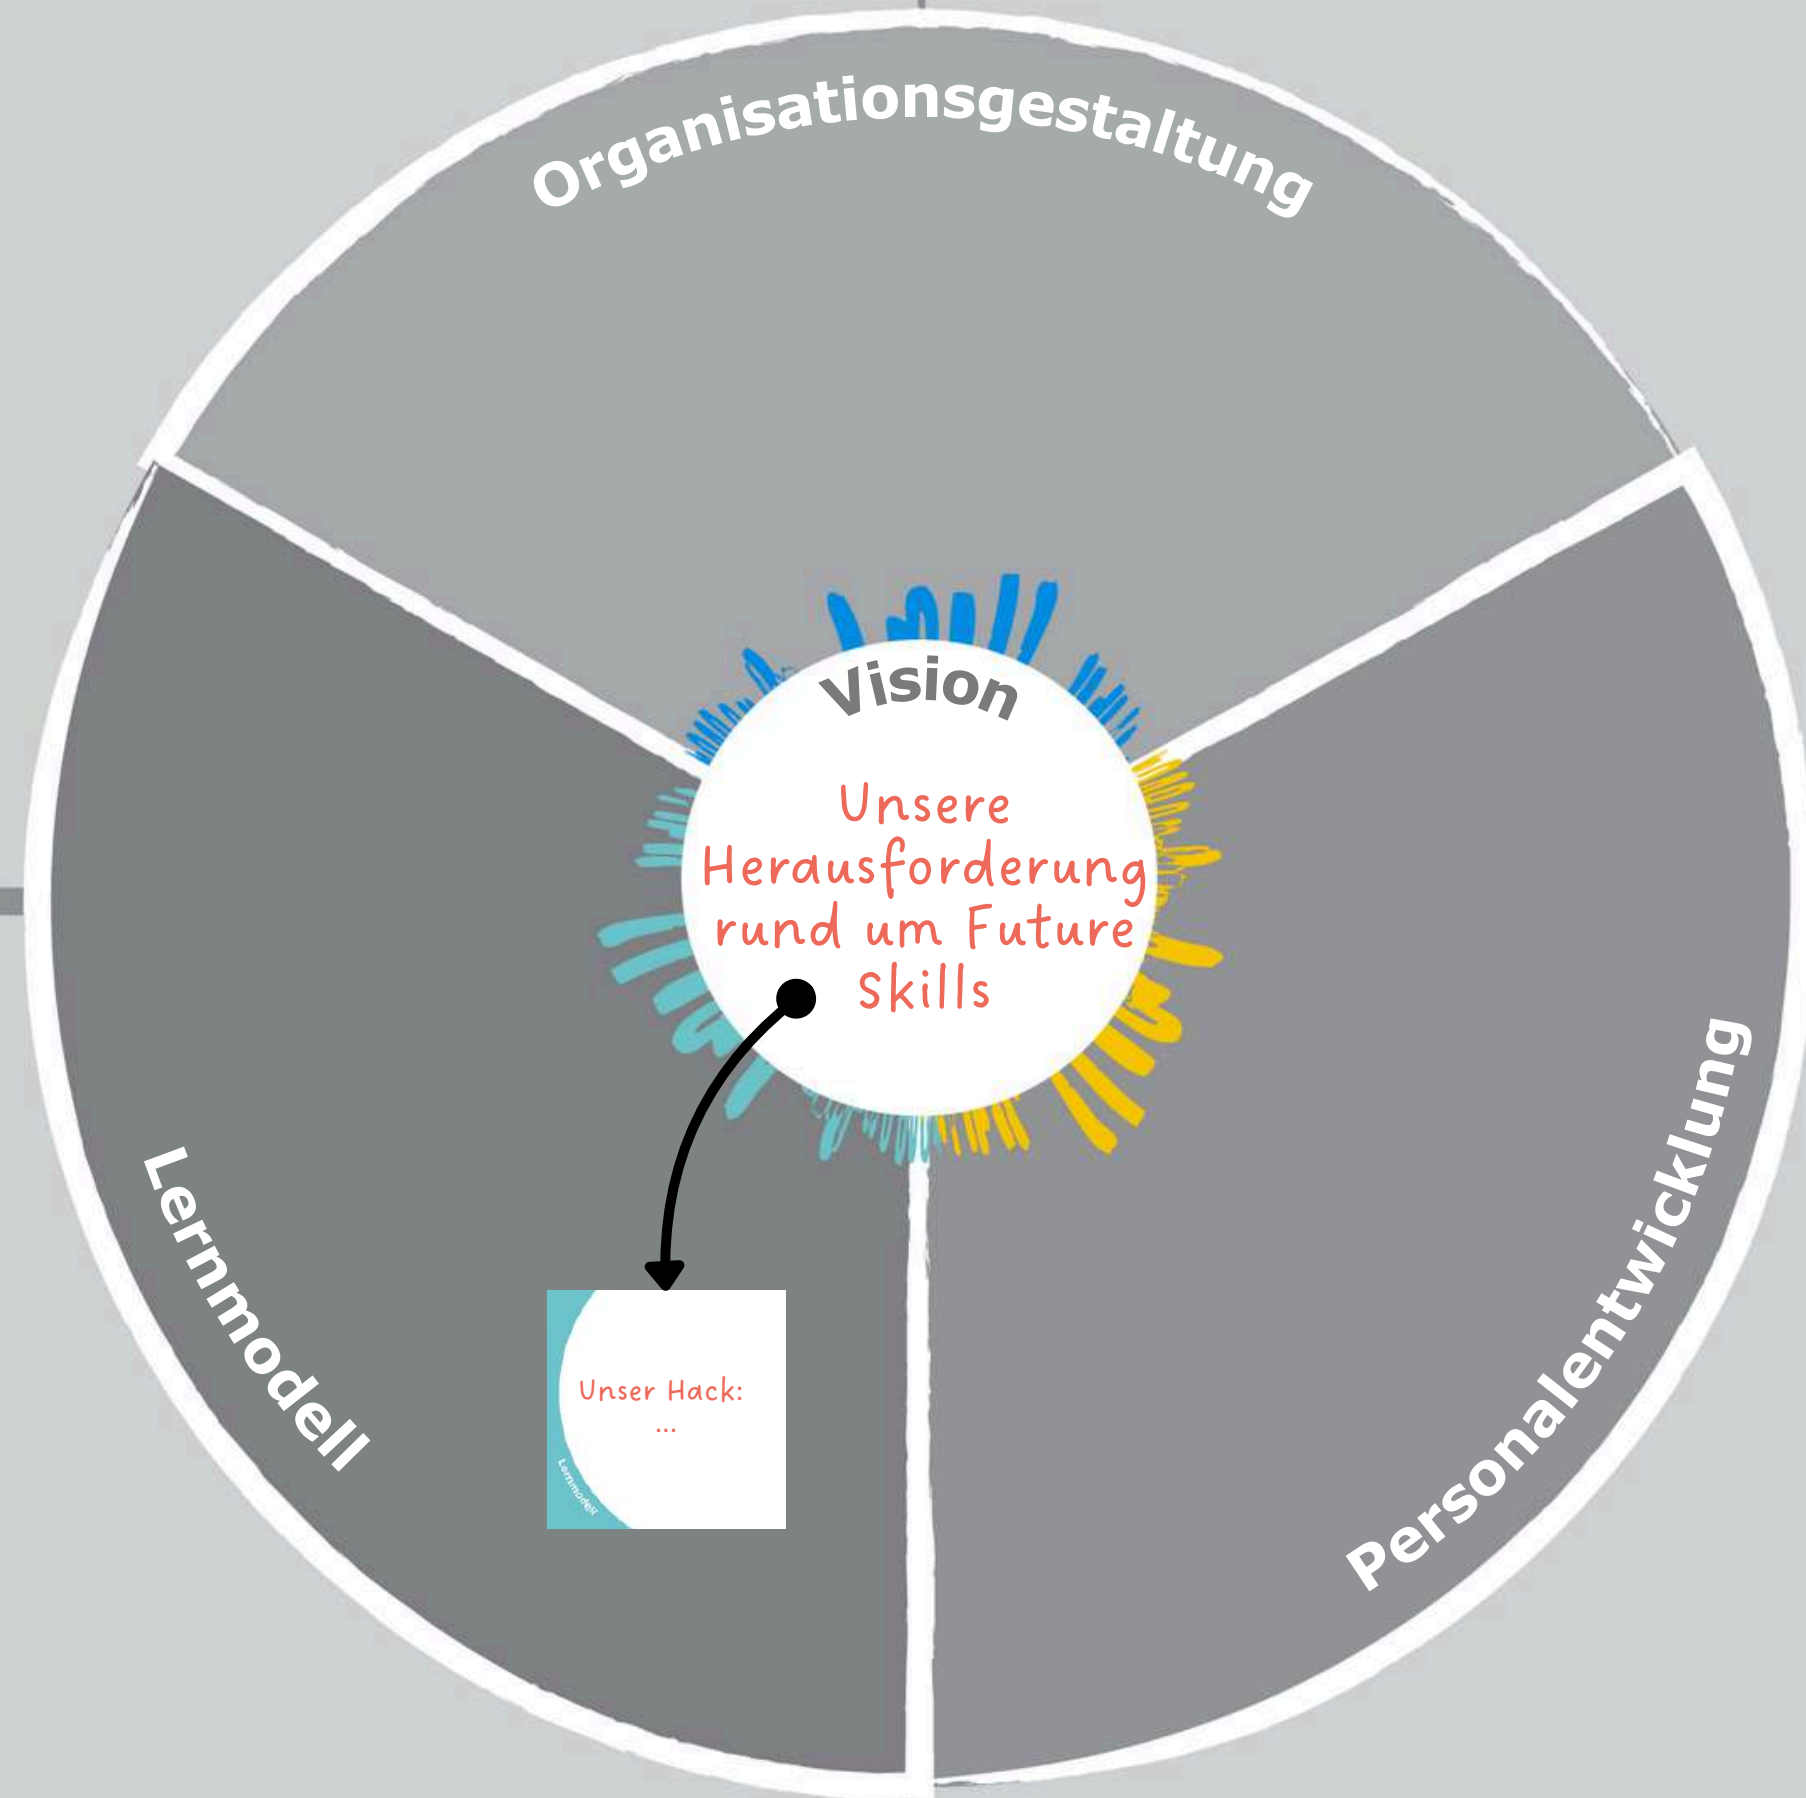 Organisationsgestaltung
Vision
Unsere
Herausforderung
rund um Future
Skills
Lernmodell
Personalentwicklung
Unser Hack:
...
Lernmodell